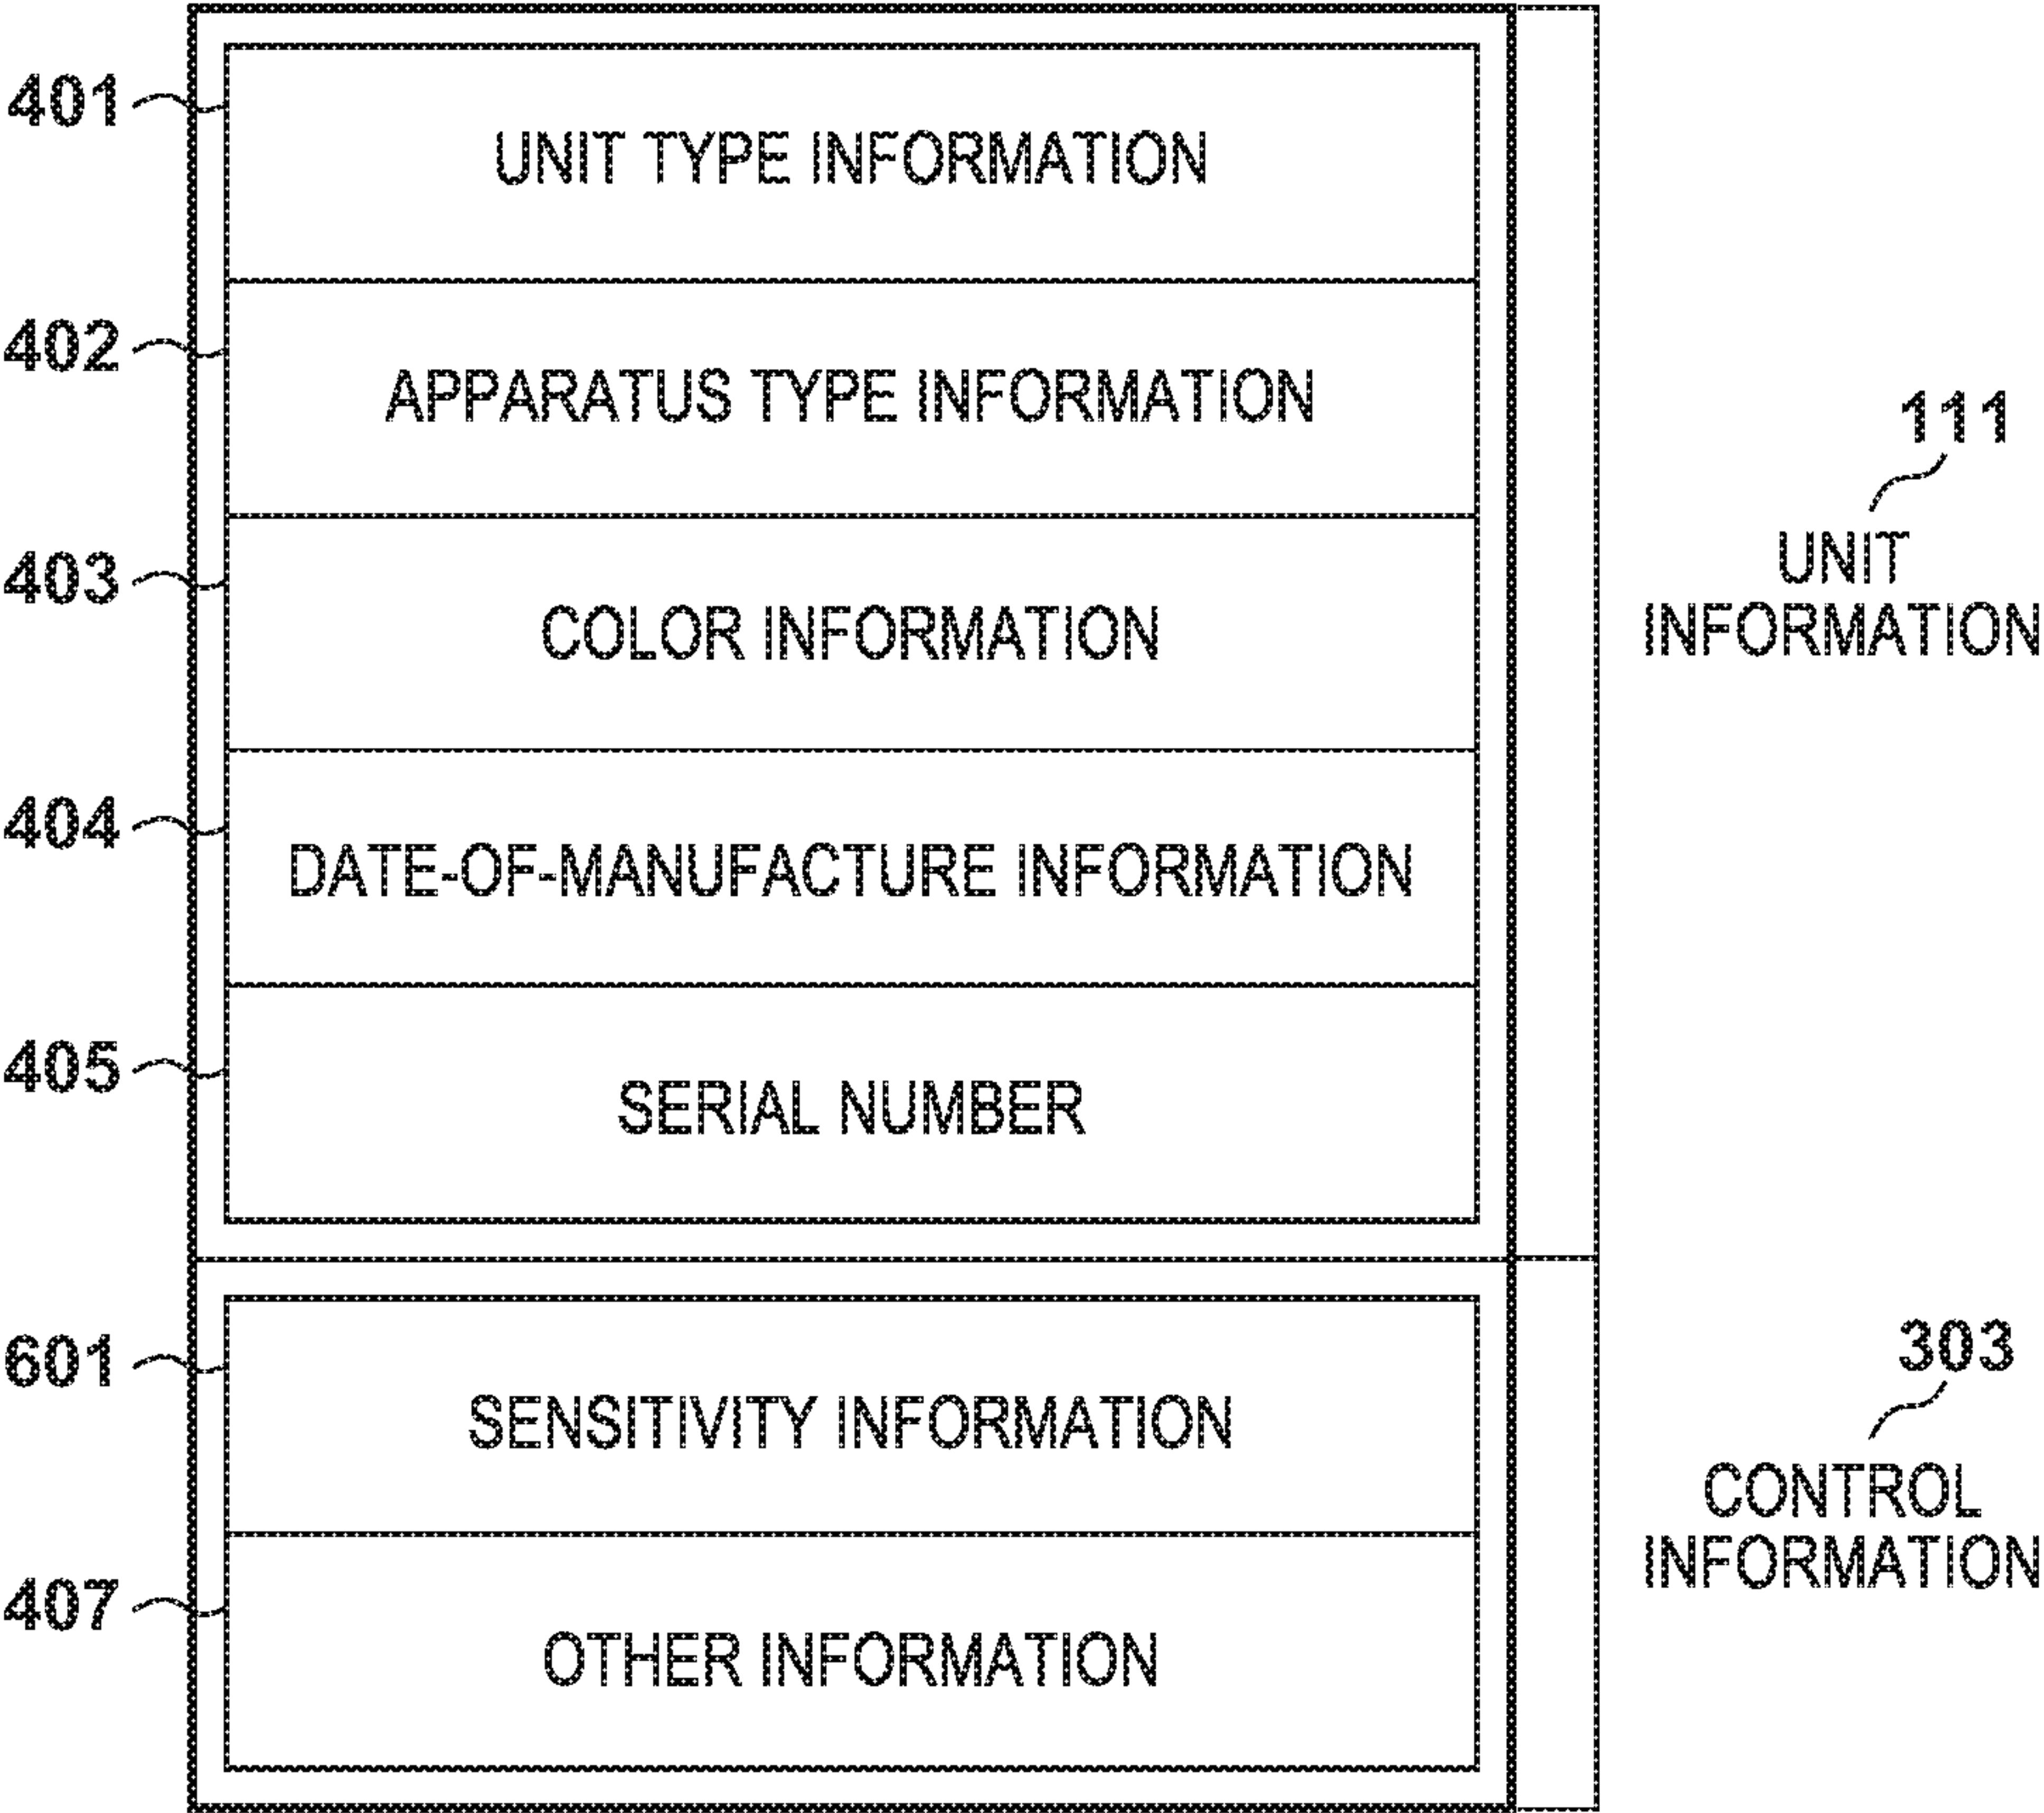 401
UNIT TYPE INFORMATION
402
APPARATUS TYPE INFORMATION
403
COLOR INFORMATION
404
DATE-OF-MANUFACTURE INFORMATION
405
SERIAL NUMBER
111
UNIT
INFORMATION
601
SENSITIVITY INFORMATION
407
OTHER INFORMATION
303
CONTROL
INFORMATION